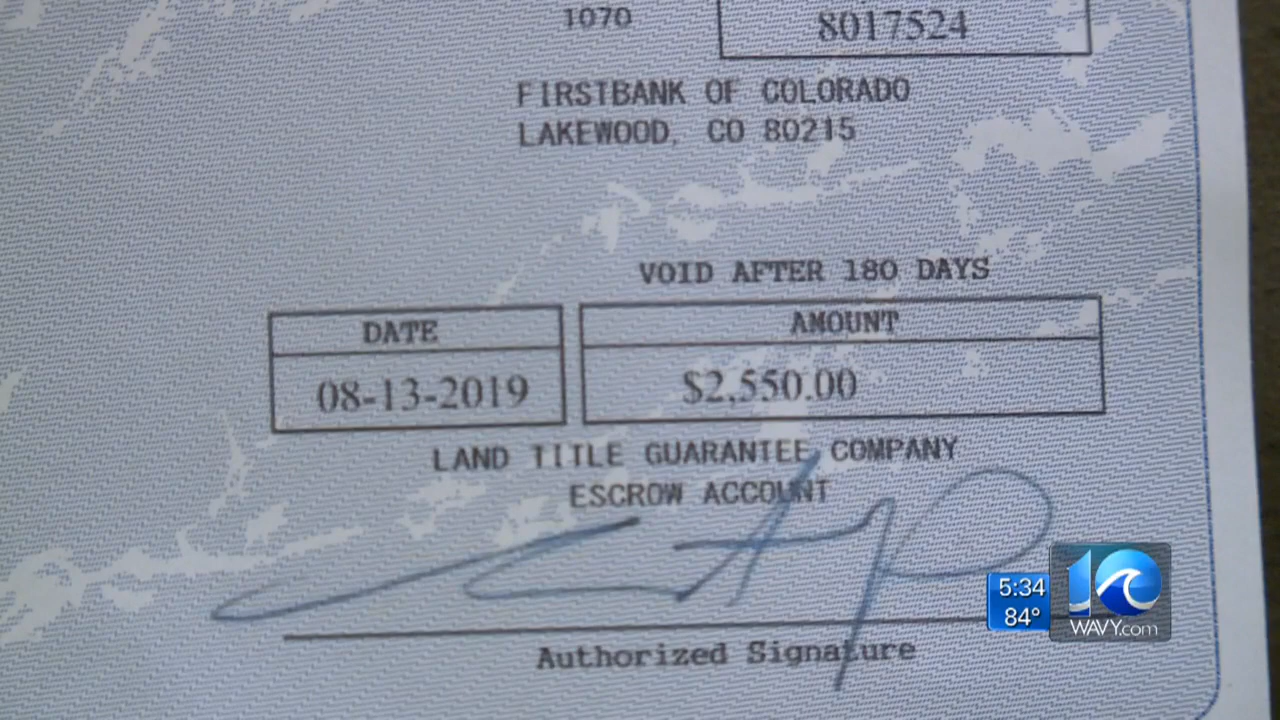 1070
8017524
FIRSTBANK OF COLORADO
LAKEWOOD, CO 80215
VOID AFTER 180 DAYS
DATE
AMOUNT
08-13-2019
$2,550.00
LAND TITLE GUARANTEE COMPANY
ESCROW ACCOUNT
Authorized Signature
5:34
84°
10
WAVY.com